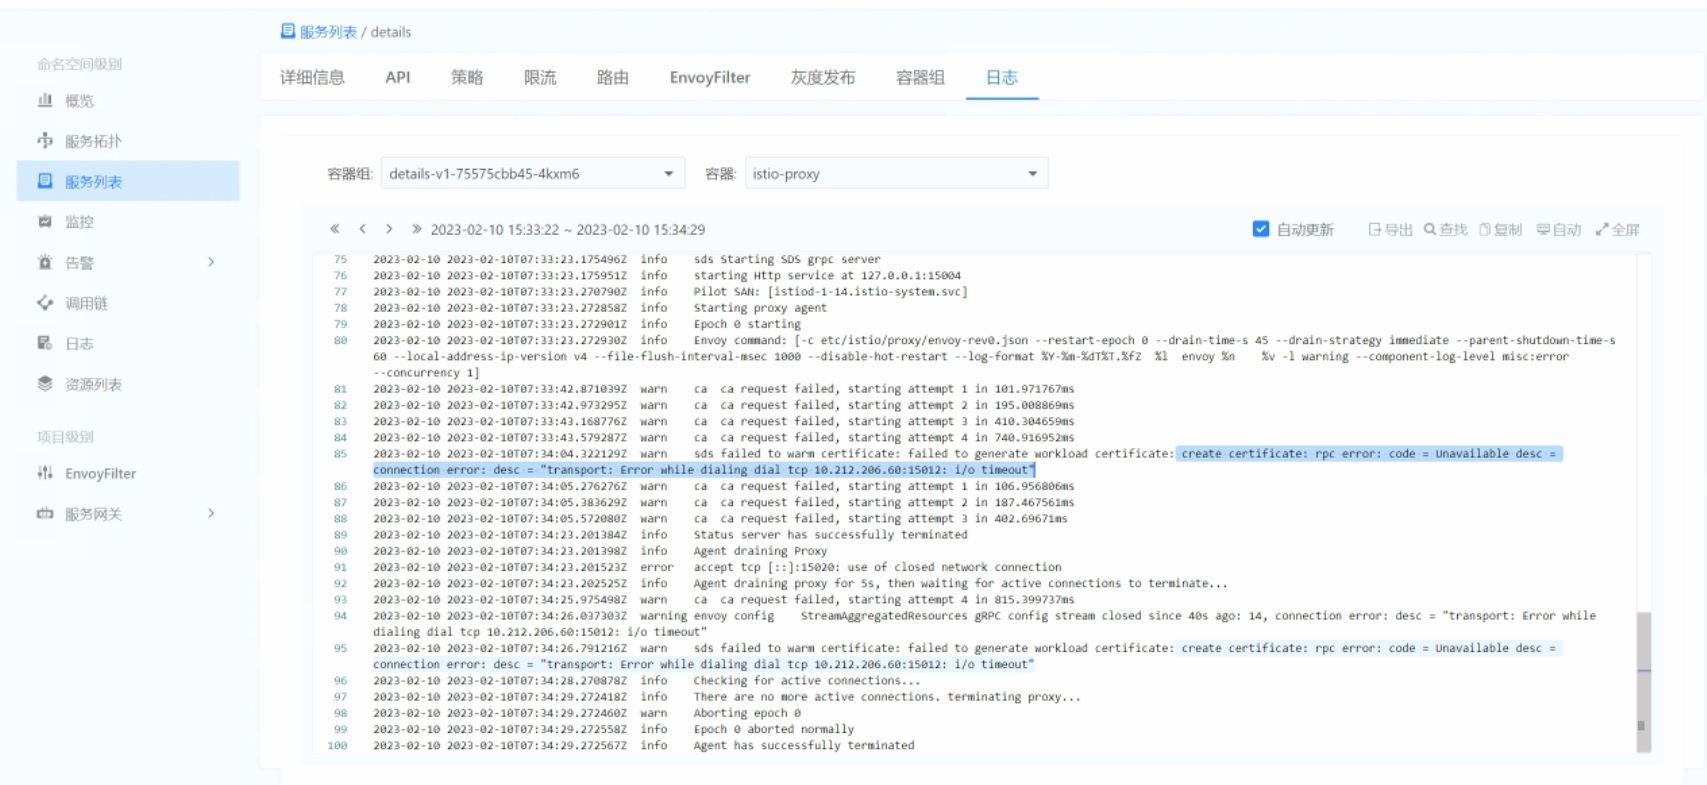 服务列表 / details
命名空间级别
概览
服务拓扑
服务列表
监控
告警
调用链
日志
资源列表
项目级别
EnvoyFilter
服务网关
详细信息 API 策略 限流 路由 EnvoyFilter 灰度发布 容器组 日志
容器组: details-v1-75575cbb45-4kxm6 容器: istio-proxy
« < > » 2023-02-10 15:33:22 ~ 2023-02-10 15:34:29 自动更新 导出 查找 复制 自动 全屏
75 2023-02-10 2023-02-10T07:33:23.175496Z info sds Starting SDS grpc server
76 2023-02-10 2023-02-10T07:33:23.175951Z info starting Http service at 127.0.0.1:15004
77 2023-02-10 2023-02-10T07:33:23.270790Z info Pilot SAN: [istiod-1-14.istio-system.svc]
78 2023-02-10 2023-02-10T07:33:23.272858Z info Starting proxy agent
79 2023-02-10 2023-02-10T07:33:23.272901Z info Epoch 0 starting
80 2023-02-10 2023-02-10T07:33:23.272930Z info Envoy command: [-c etc/istio/proxy/envoy-rev0.json --restart-epoch 0 --drain-time-s 45 --drain-strategy immediate --parent-shutdown-time-s
60 --local-address-ip-version v4 --file-flush-interval-msec 1000 --disable-hot-restart --log-format %Y-%m-%dT%T.%fZ %l envoy %n %v -l warning --component-log-level misc:error
--concurrency 1]
81 2023-02-10 2023-02-10T07:33:42.871039Z warn ca ca request failed, starting attempt 1 in 101.971767ms
82 2023-02-10 2023-02-10T07:33:42.973295Z warn ca ca request failed, starting attempt 2 in 195.008869ms
83 2023-02-10 2023-02-10T07:33:43.168776Z warn ca ca request failed, starting attempt 3 in 410.304659ms
84 2023-02-10 2023-02-10T07:33:43.579287Z warn ca ca request failed, starting attempt 4 in 740.916952ms
85 2023-02-10 2023-02-10T07:34:04.322129Z warn sds failed to warm certificate: failed to generate workload certificate: create certificate: rpc error: code = Unavailable desc =
connection error: desc = "transport: Error while dialing dial tcp 10.212.206.60:15012: i/o timeout"
86 2023-02-10 2023-02-10T07:34:05.276276Z warn ca ca request failed, starting attempt 1 in 106.956806ms
87 2023-02-10 2023-02-10T07:34:05.383629Z warn ca ca request failed, starting attempt 2 in 187.467561ms
88 2023-02-10 2023-02-10T07:34:05.572080Z warn ca ca request failed, starting attempt 3 in 402.69671ms
89 2023-02-10 2023-02-10T07:34:23.201384Z info Status server has successfully terminated
90 2023-02-10 2023-02-10T07:34:23.201398Z info Agent draining Proxy
91 2023-02-10 2023-02-10T07:34:23.201523Z error accept tcp [::]:15020: use of closed network connection
92 2023-02-10 2023-02-10T07:34:23.202525Z info Agent draining proxy for 5s, then waiting for active connections to terminate...
93 2023-02-10 2023-02-10T07:34:25.975498Z warn ca ca request failed, starting attempt 4 in 815.399737ms
94 2023-02-10 2023-02-10T07:34:26.037303Z warning envoy config StreamAggregatedResources gRPC config stream closed since 40s ago: 14, connection error: desc = "transport: Error while
dialing dial tcp 10.212.206.60:15012: i/o timeout"
95 2023-02-10 2023-02-10T07:34:26.791216Z warn sds failed to warm certificate: failed to generate workload certificate: create certificate: rpc error: code = Unavailable desc =
connection error: desc = "transport: Error while dialing dial tcp 10.212.206.60:15012: i/o timeout"
96 2023-02-10 2023-02-10T07:34:28.270878Z info Checking for active connections...
97 2023-02-10 2023-02-10T07:34:29.272418Z info There are no more active connections. terminating proxy...
98 2023-02-10 2023-02-10T07:34:29.272460Z warn Aborting epoch 0
99 2023-02-10 2023-02-10T07:34:29.272558Z info Epoch 0 aborted normally
100 2023-02-10 2023-02-10T07:34:29.272567Z info Agent has successfully terminated